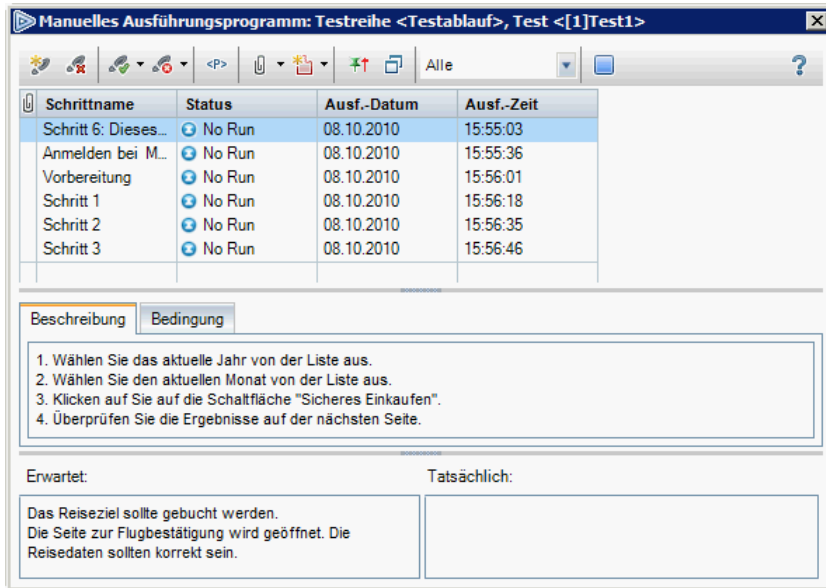 Manuelles Ausführungsprogramm: Testreihe <Testablauf>, Test <[1]Test1>
<P> Alle ?
Schrittname Status Ausf.-Datum Ausf.-Zeit
Schritt 6: Dieses... No Run 08.10.2010 15:55:03
Anmelden bei M... No Run 08.10.2010 15:55:36
Vorbereitung No Run 08.10.2010 15:56:01
Schritt 1 No Run 08.10.2010 15:56:18
Schritt 2 No Run 08.10.2010 15:56:35
Schritt 3 No Run 08.10.2010 15:56:46
Beschreibung Bedingung
1. Wählen Sie das aktuelle Jahr von der Liste aus.
2. Wählen Sie den aktuellen Monat von der Liste aus.
3. Klicken auf Sie auf die Schaltfläche "Sicheres Einkaufen".
4. Überprüfen Sie die Ergebnisse auf der nächsten Seite.
Erwartet: Tatsächlich:
Das Reiseziel sollte gebucht werden.
Die Seite zur Flugbestätigung wird geöffnet. Die
Reisedaten sollten korrekt sein.